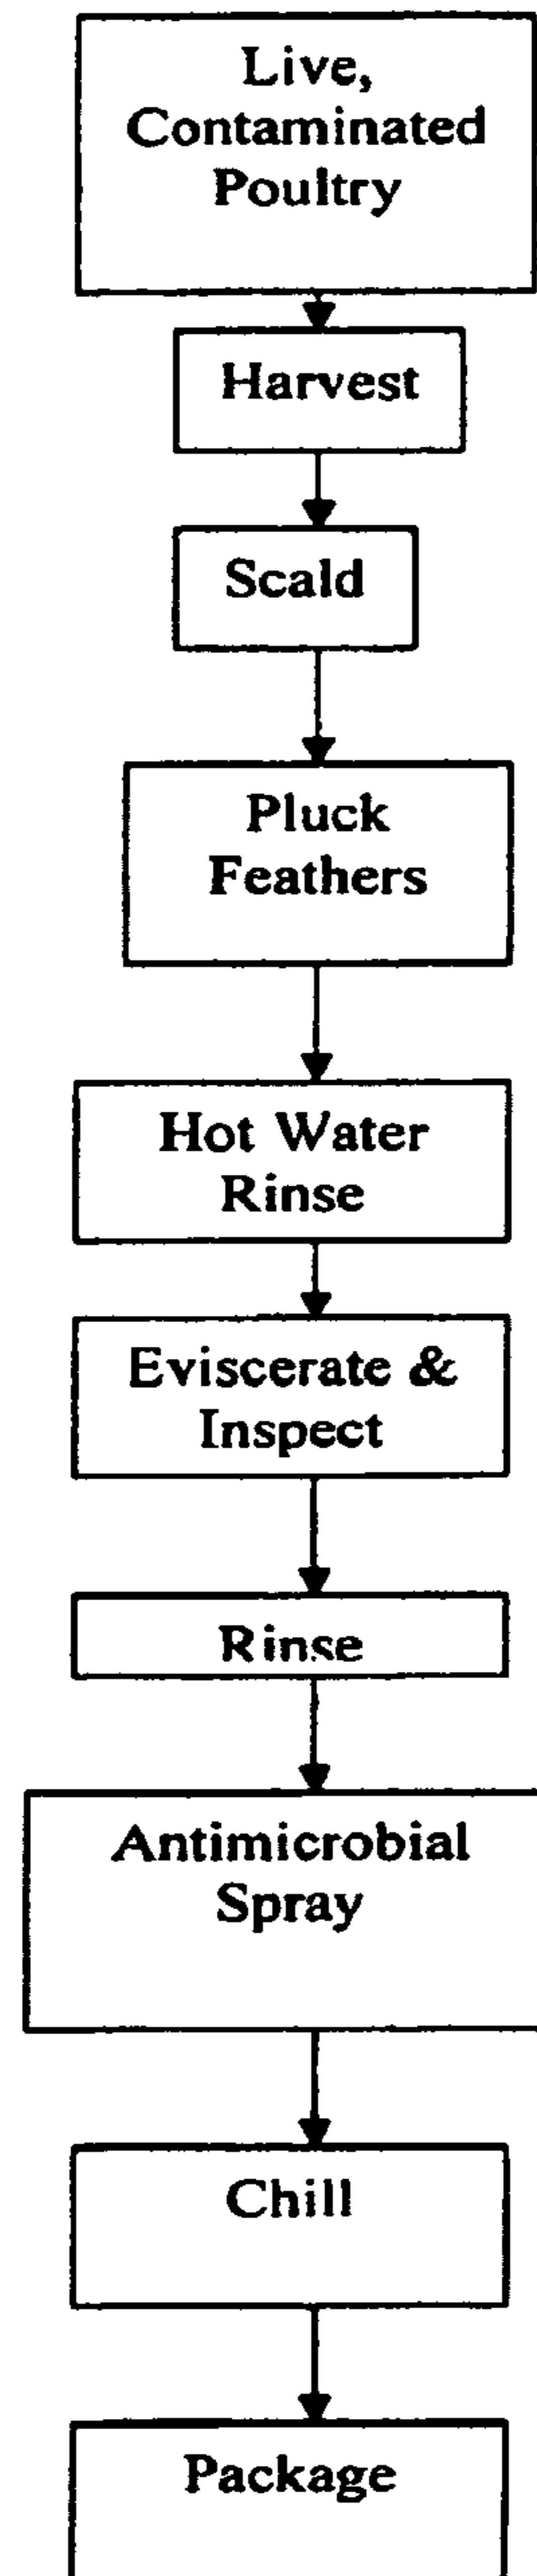 Live,
Contaminated
Poultry
Harvest
Scald
Pluck
Feathers
Hot Water
Rinse
Eviscerate &
Inspect
Rinse
Antimicrobial
Spray
Chill
Package